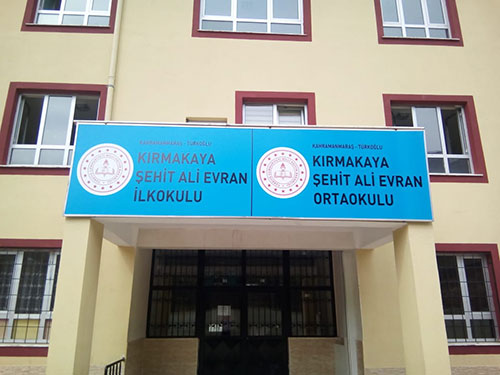 KAHRAMANMARAŞ - TÜRKOĞLU
KIRMAKAYA
ŞEHİT ALİ EVRAN
İLKOKULU
KAHRAMANMARAŞ - TÜRKOĞLU
KIRMAKAYA
ŞEHİT ALİ EVRAN
ORTAOKULU